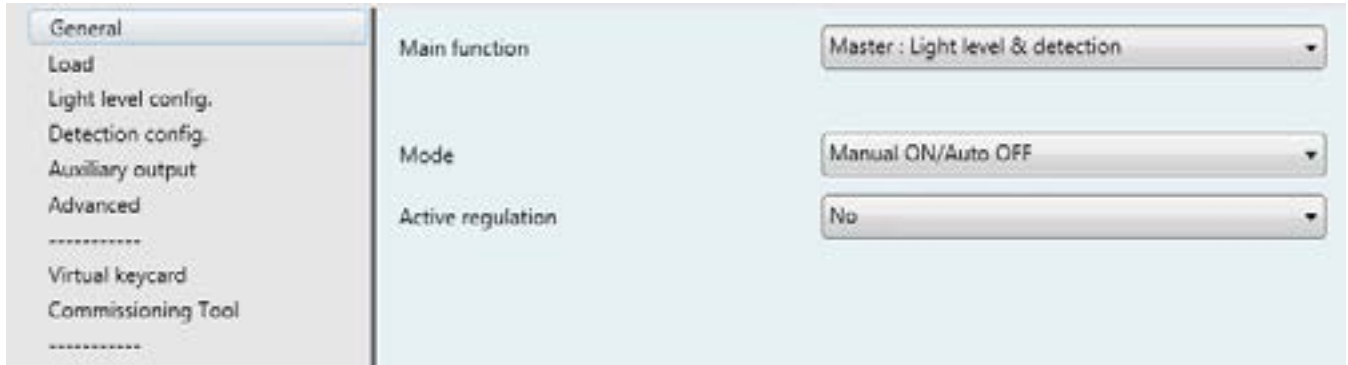 General
Load
Light level config.
Detection config.
Auxiliary output
Advanced
-----------
Virtual keycard
Commissioning Tool
-----------
Main function
Master : Light level & detection
Mode
Manual ON/Auto OFF
Active regulation
No